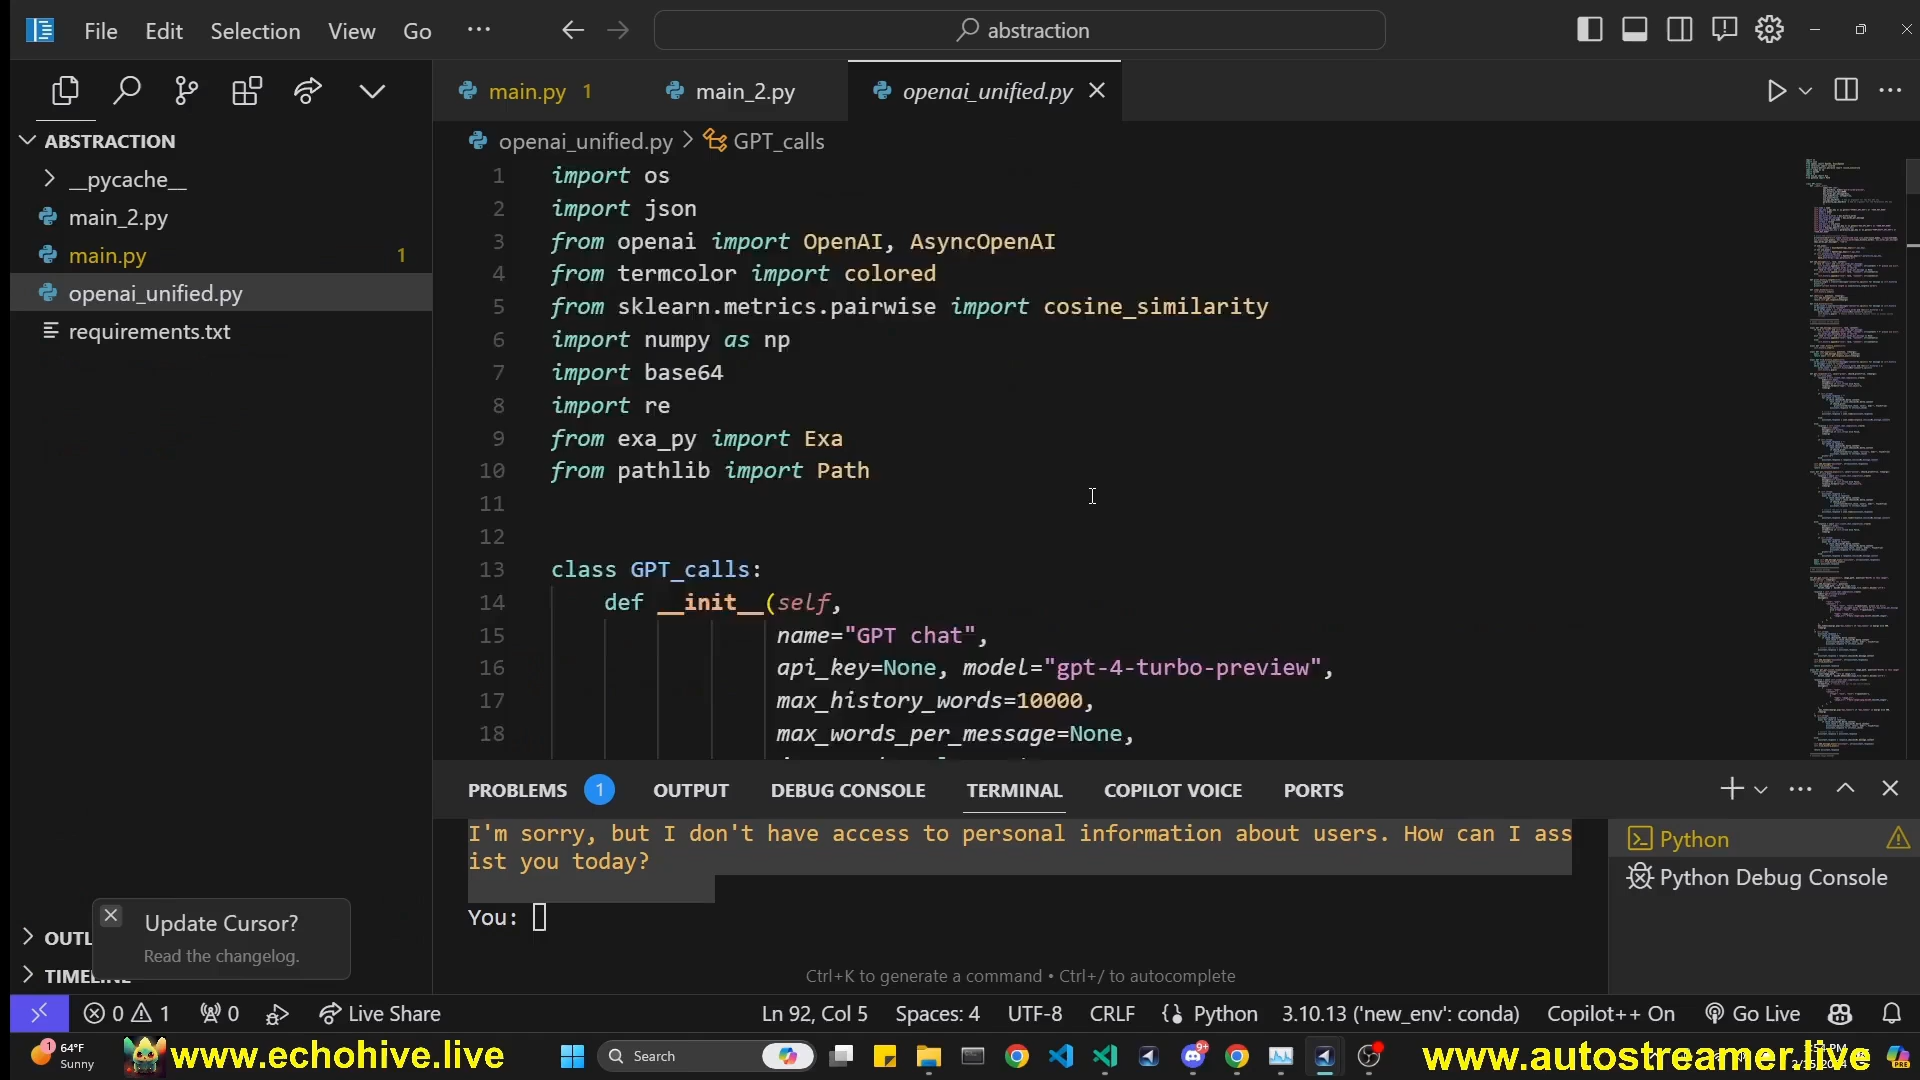 File Edit Selection View Go ··· abstraction
main.py 1 main_2.py openai_unified.py
ABSTRACTION
openai_unified.py > GPT_calls
__pycache__
main_2.py
main.py 1
openai_unified.py
requirements.txt
1 import os
2 import json
3 from openai import OpenAI, AsyncOpenAI
4 from termcolor import colored
5 from sklearn.metrics.pairwise import cosine_similarity
6 import numpy as np
7 import base64
8 import re
9 from exa_py import Exa
10 from pathlib import Path
11
12
13 class GPT_calls:
14 def __init__(self,
15 name="GPT chat",
16 api_key=None, model="gpt-4-turbo-preview",
17 max_history_words=10000,
18 max_words_per_message=None,
PROBLEMS 1 OUTPUT DEBUG CONSOLE TERMINAL COPILOT VOICE PORTS
I'm sorry, but I don't have access to personal information about users. How can I ass
ist you today?
You:
Python
Python Debug Console
Update Cursor?
Read the changelog.
OUTL
TIMELINE
Ctrl+K to generate a command • Ctrl+/ to autocomplete
0 1 0 Live Share Ln 92, Col 5 Spaces: 4 UTF-8 CRLF Python 3.10.13 ('new_env': conda) Copilot++ On Go Live
1 64°F
Sunny
www.echohive.live Search 9+ www.autostreamer.live
PRE